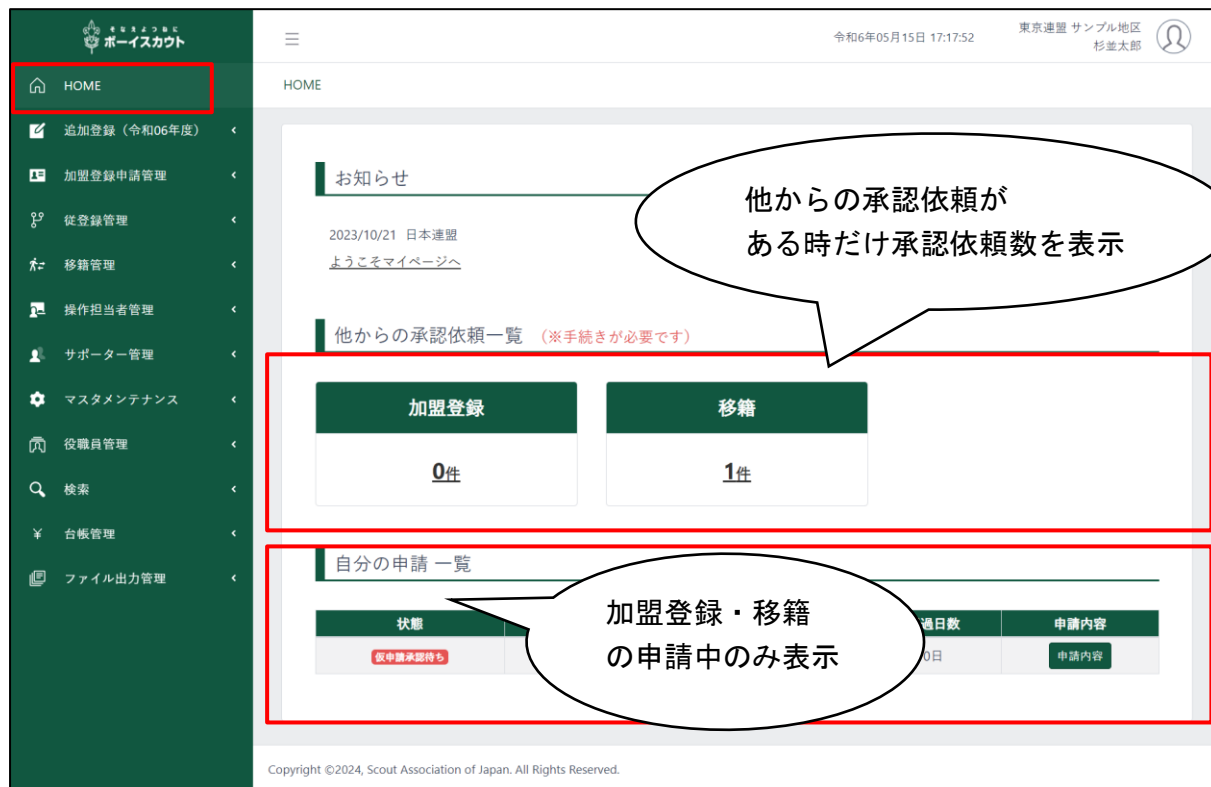 そなえよつねに
ボーイスカウト
令和6年05月15日 17:17:52
東京連盟 サンプル地区
杉並太郎
HOME
追加登録（令和06年度）
加盟登録申請管理
従登録管理
移籍管理
操作担当者管理
サポーター管理
マスタメンテナンス
役職員管理
検索
台帳管理
ファイル出力管理
HOME
お知らせ
2023/10/21 日本連盟
ようこそマイページへ
他からの承認依頼が
ある時だけ承認依頼数を表示
他からの承認依頼一覧 （※手続きが必要です）
加盟登録 移籍
0件 1件
自分の申請 一覧
加盟登録・移籍
の申請中のみ表示
状態 過日数 申請内容
仮申請承認待ち 0日 申請内容
Copyright ©2024, Scout Association of Japan. All Rights Reserved.